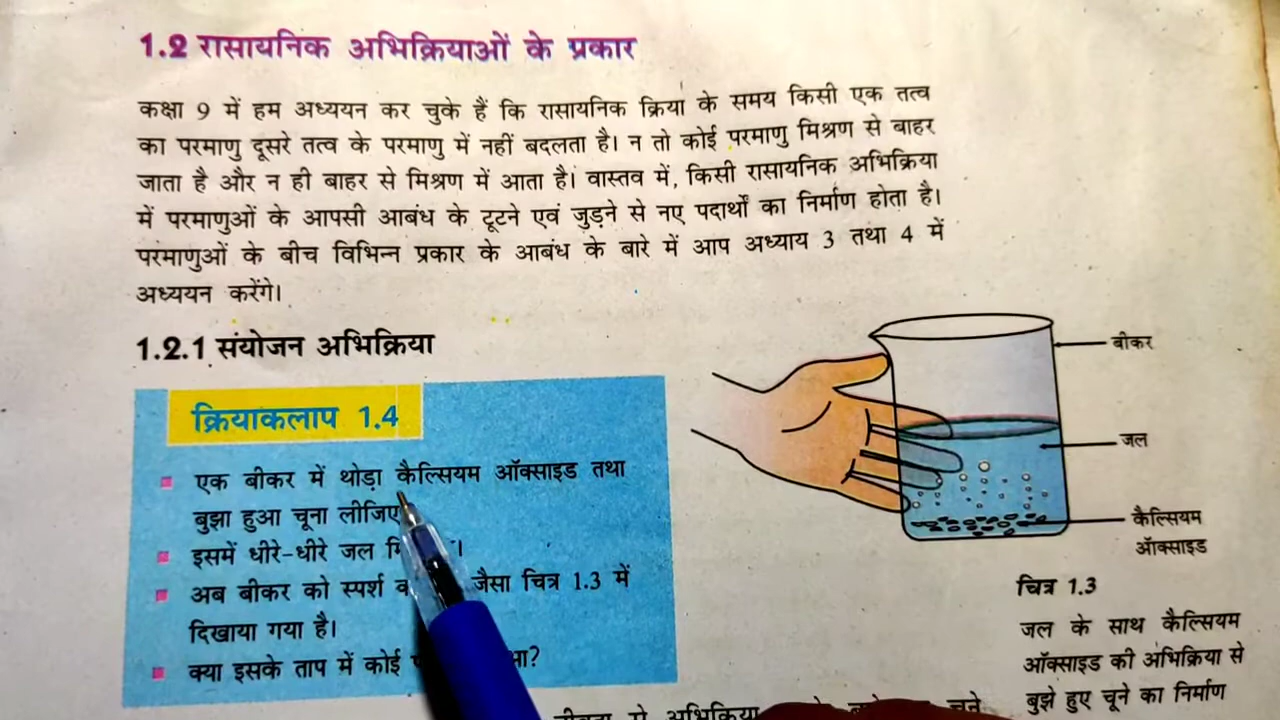 1.2 रासायनिक अभिक्रियाओं के प्रकार
कक्षा 9 में हम अध्ययन कर चुके हैं कि रासायनिक क्रिया के समय किसी एक तत्व
का परमाणु दूसरे तत्व के परमाणु में नहीं बदलता है। न तो कोई परमाणु मिश्रण से बाहर
जाता है और न ही बाहर से मिश्रण में आता है। वास्तव में, किसी रासायनिक अभिक्रिया
में परमाणुओं के आपसी आबंध के टूटने एवं जुड़ने से नए पदार्थों का निर्माण होता है।
परमाणुओं के बीच विभिन्न प्रकार के आबंध के बारे में आप अध्याय 3 तथा 4 में
अध्ययन करेंगे।
1.2.1 संयोजन अभिक्रिया
क्रियाकलाप 1.4
एक बीकर में थोड़ा कैल्सियम ऑक्साइड तथा
बुझा हुआ चूना लीजिए
इसमें धीरे-धीरे जल
अब बीकर को स्पर्श जैसा चित्र 1.3 में
दिखाया गया है।
क्या इसके ताप में कोई
बीकर
जल
कैल्सियम
ऑक्साइड
चित्र 1.3
जल के साथ कैल्सियम
ऑक्साइड की अभिक्रिया से
बुझे हुए चूने का निर्माण